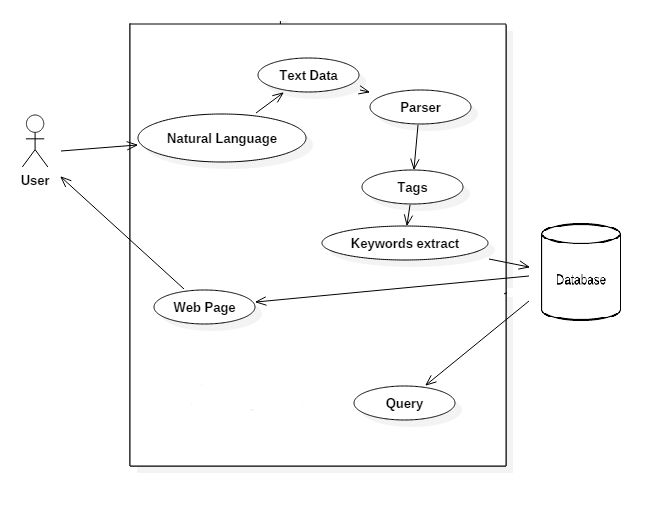 Text Data
Parser
Natural Language
User
Tags
Keywords extract
Database
Web Page
Query